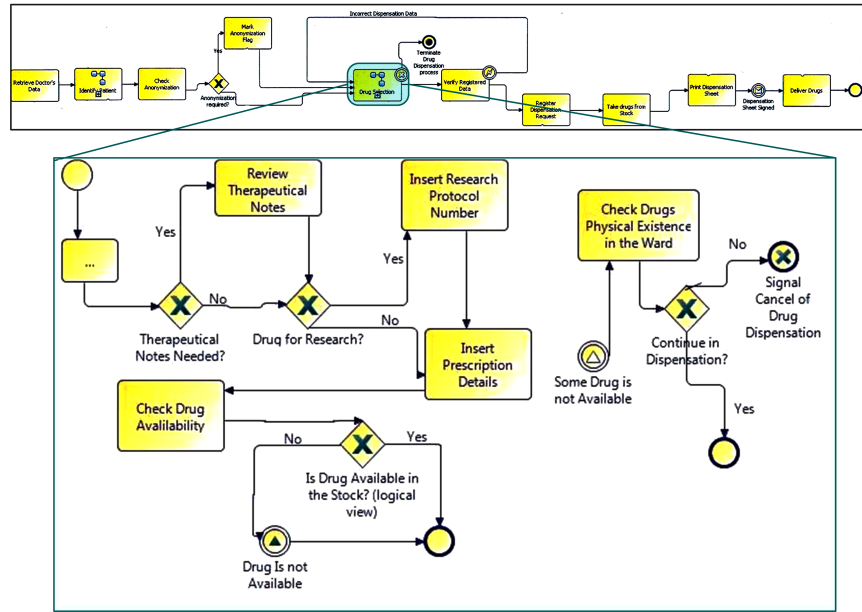 Incorrect Dispensation Data
Mark
Anonymization
Flag
Yes
Terminate
Drug
Dispensation
process
Retrieve Doctor's
Data
Identify Patient
Check
Anonymization
Anonymization
required?
Drug Selection
Verify Registered
Data
Register
Dispensation
Request
Take drugs from
Stock
Print Dispensation
Sheet
Dispensation
Sheet Signed
Deliver Drugs
Review
Therapeutical
Notes
Insert Research
Protocol
Number
Check Drugs
Physical Existence
in the Ward
...
Yes
No
Yes
No
Therapeutical
Notes Needed?
Drug for Research?
No
Signal
Cancel of
Drug
Dispensation
Continue in
Dispensation?
Insert
Prescription
Details
Some Drug is
not Available
Yes
Check Drug
Avalilability
No
Yes
Is Drug Available in
the Stock? (logical
view)
Drug Is not
Available